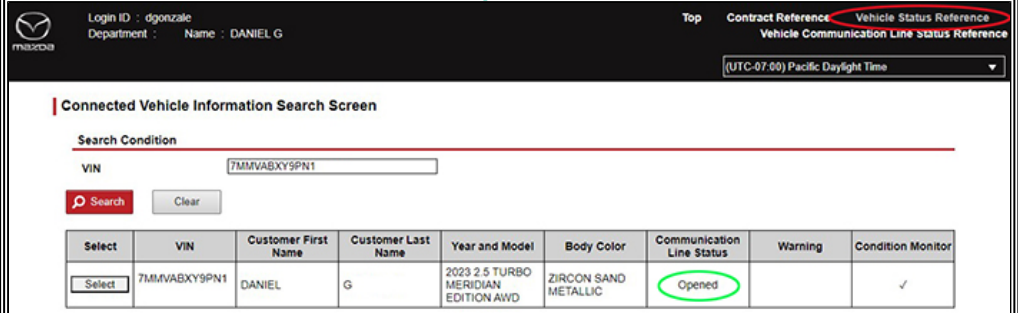 Login ID : dgonzale
Top Contract Reference Vehicle Status Reference
Department : Name : DANIEL G
Vehicle Communication Line Status Reference
mazda
(UTC-07:00) Pacific Daylight Time
Connected Vehicle Information Search Screen
Search Condition
VIN 7MMVABXY9PN1
Search Clear
Select VIN Customer First Name Customer Last Name Year and Model Body Color Communication Line Status Warning Condition Monitor
Select 7MMVABXY9PN1 DANIEL G 2023 2.5 TURBO MERIDIAN EDITION AWD ZIRCON SAND METALLIC Opened ✓